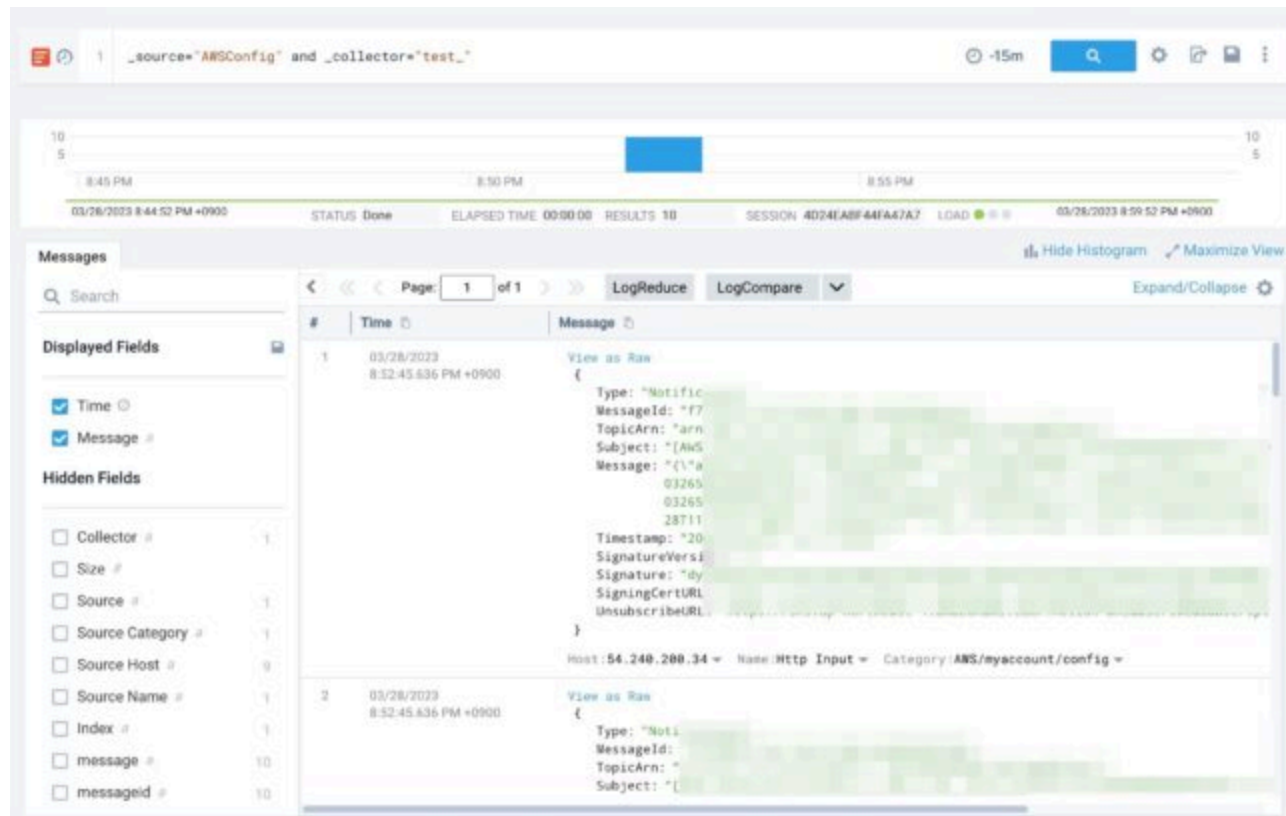 1 _source="AWSConfig" and _collector="test_" -15m
10 10
5 5
8:45 PM 8:50 PM 8:55 PM
03/28/2023 8:44:52 PM +0900 STATUS Done ELAPSED TIME 00:00:00 RESULTS 10 SESSION 4D24EABF44FA47A7 LOAD 03/28/2023 8:59:52 PM +0900
Messages Hide Histogram Maximize View
Search Page: 1 of 1 LogReduce LogCompare Expand/Collapse
# Time Message
Displayed Fields
Time
Message #
Hidden Fields
Collector # 1
Size #
Source # 1
Source Category # 1
Source Host # 9
Source Name # 1
Index # 1
message # 10
messageid # 10
1 03/28/2023 View as Raw
8:52:45.636 PM +0900 {
Type: "Notific
MessageId: "f7
TopicArn: "arn
Subject: "[AWS
Message: "{\"a
03265
03265
28T11
Timestamp: "20
SignatureVersi
Signature: "dy
SigningCertURL
UnsubscribeURL
}
Host:54.240.200.34 Name:Http Input Category:AWS/myaccount/config
2 03/28/2023 View as Raw
8:52:45.636 PM +0900 {
Type: "Noti
MessageId:
TopicArn: "
Subject: "[